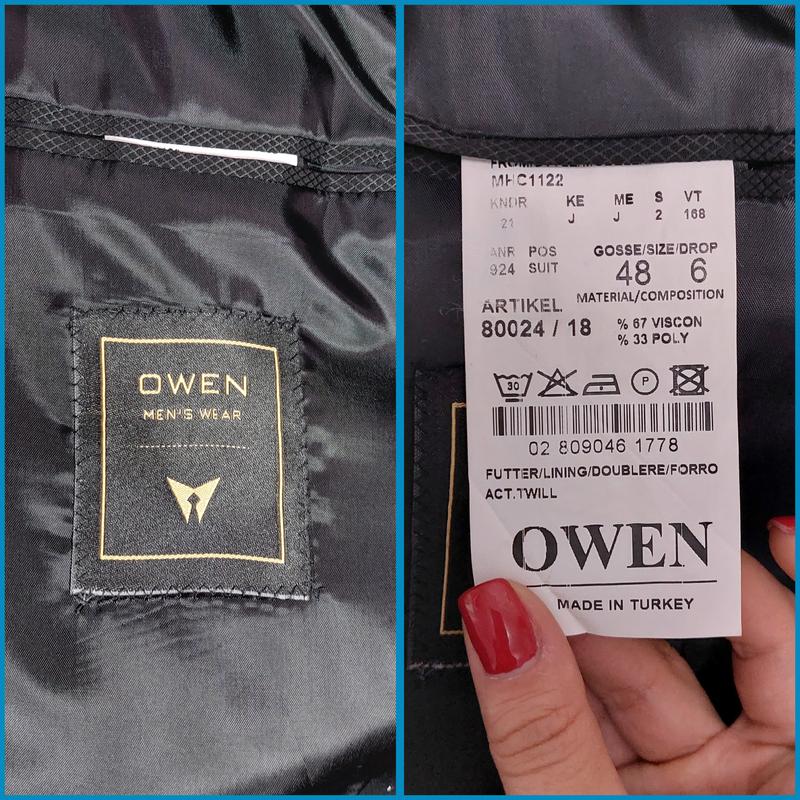 OWEN
MEN'S WEAR
MHC1122
KNDR KE ME S VT
21 J J 2 168
ANR POS GOSSE/SIZE/DROP
924 SUIT 48 6
MATERIAL/COMPOSITION
ARTIKEL
80024 / 18
% 67 VISCON
% 33 POLY
30
P
02 809046 1778
FUTTER/LINING/DOUBLERE/FORRO
ACT.TWILL
OWEN
MADE IN TURKEY